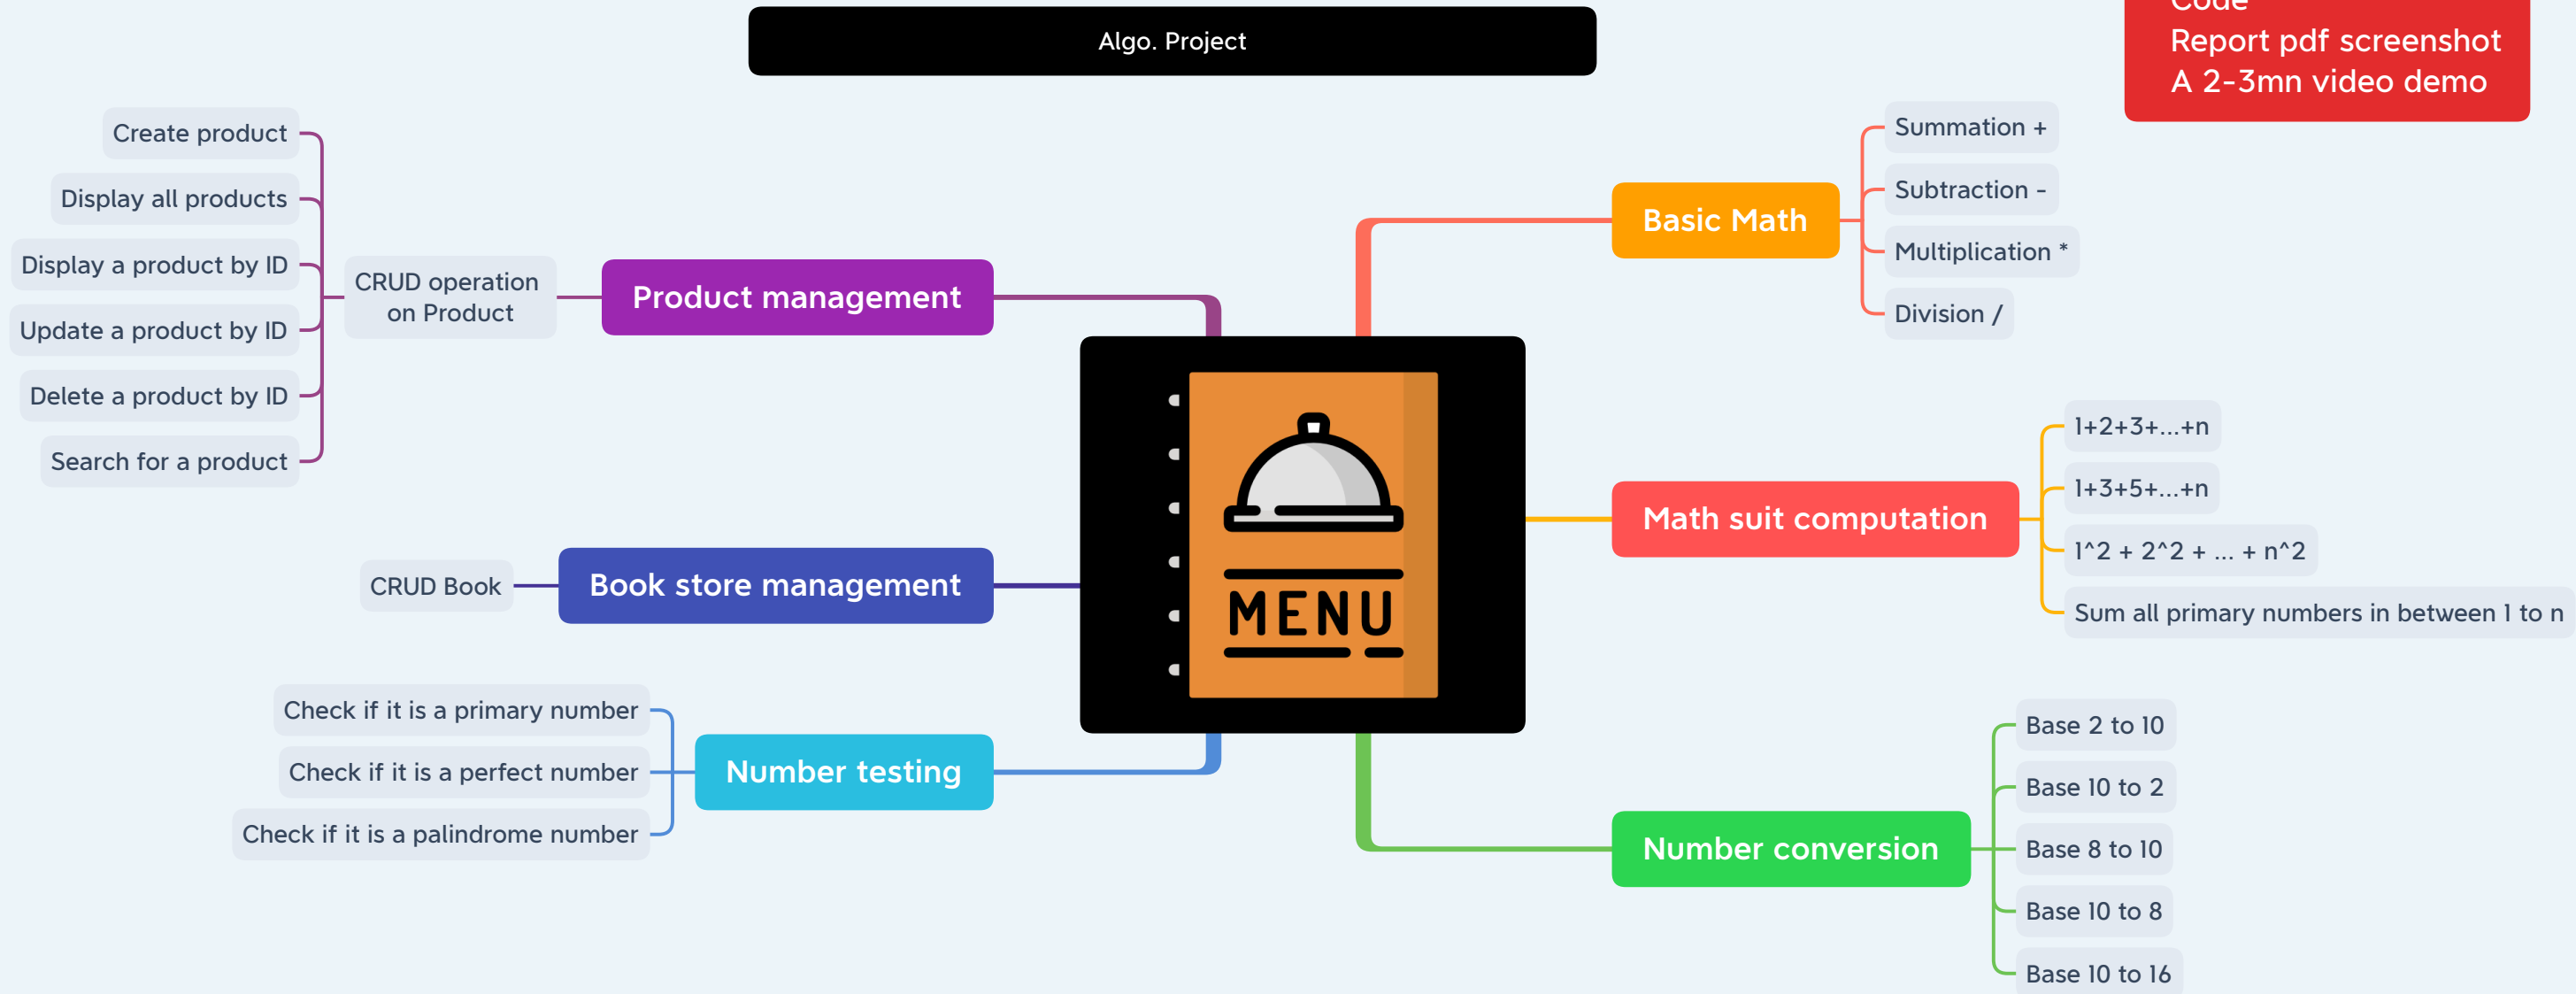 Algo. Project
Code
Report pdf screenshot
A 2-3mn video demo
Create product
Display all products
Display a product by ID
Update a product by ID
Delete a product by ID
Search for a product
CRUD operation
on Product
Product management
CRUD Book
Book store management
Check if it is a primary number
Check if it is a perfect number
Check if it is a palindrome number
Number testing
MENU
Basic Math
Summation +
Subtraction -
Multiplication *
Division /
Math suit computation
1+2+3+...+n
1+3+5+...+n
1^2 + 2^2 + ... + n^2
Sum all primary numbers in between 1 to n
Number conversion
Base 2 to 10
Base 10 to 2
Base 8 to 10
Base 10 to 8
Base 10 to 16